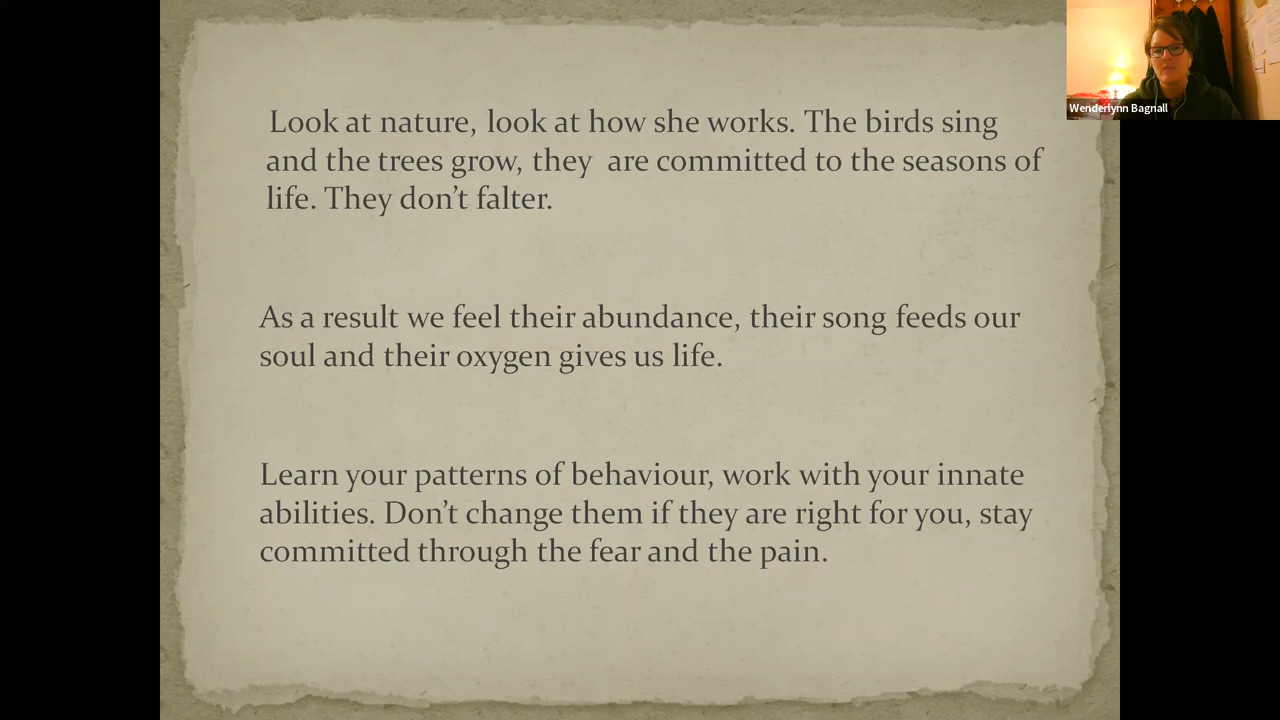 Wenderlynn Bagnall
Look at nature, look at how she works. The birds sing
and the trees grow, they  are committed to the seasons of
life. They don’t falter.
As a result we feel their abundance, their song feeds our
soul and their oxygen gives us life.
Learn your patterns of behaviour, work with your innate
abilities. Don’t change them if they are right for you, stay
committed through the fear and the pain.